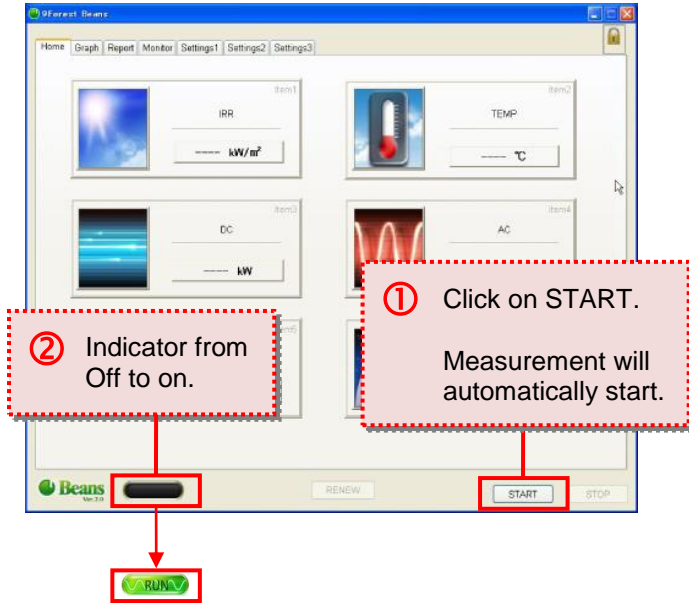 9Forest Beans
Home Graph Report Monitor Settings1 Settings2 Settings3
Item1
IRR
---- kW/m²
Item2
TEMP
---- ℃
Item3
DC
---- kW
Item4
AC
① Click on START.
Measurement will
automatically start.
② Indicator from
Off to on.
Beans
Ver.3.0
RENEW
START
STOP
RUN